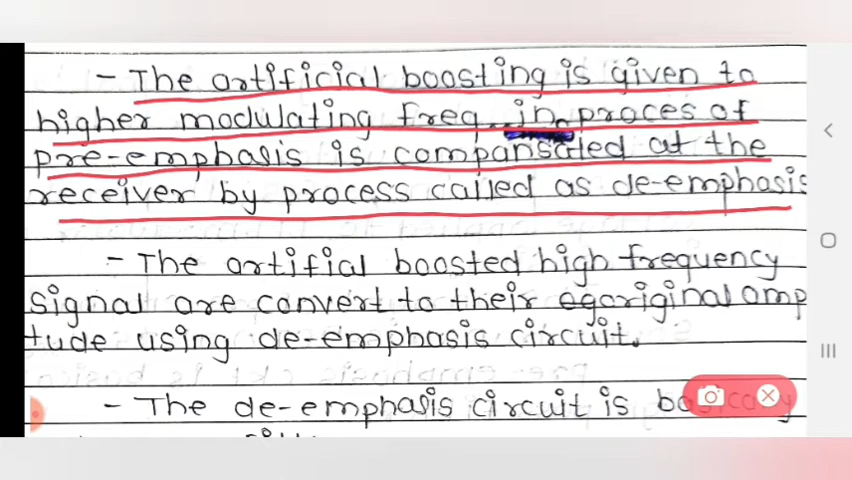 - The artificial boosting is given to
higher modulating freq. in proces of
pre-emphasis is compansated at the
receiver by process called as de-emphasis
- The artifial boosted high frequency
signal are convert to their original amp
tude using de-emphasis circuit.
- The de-emphasis circuit is